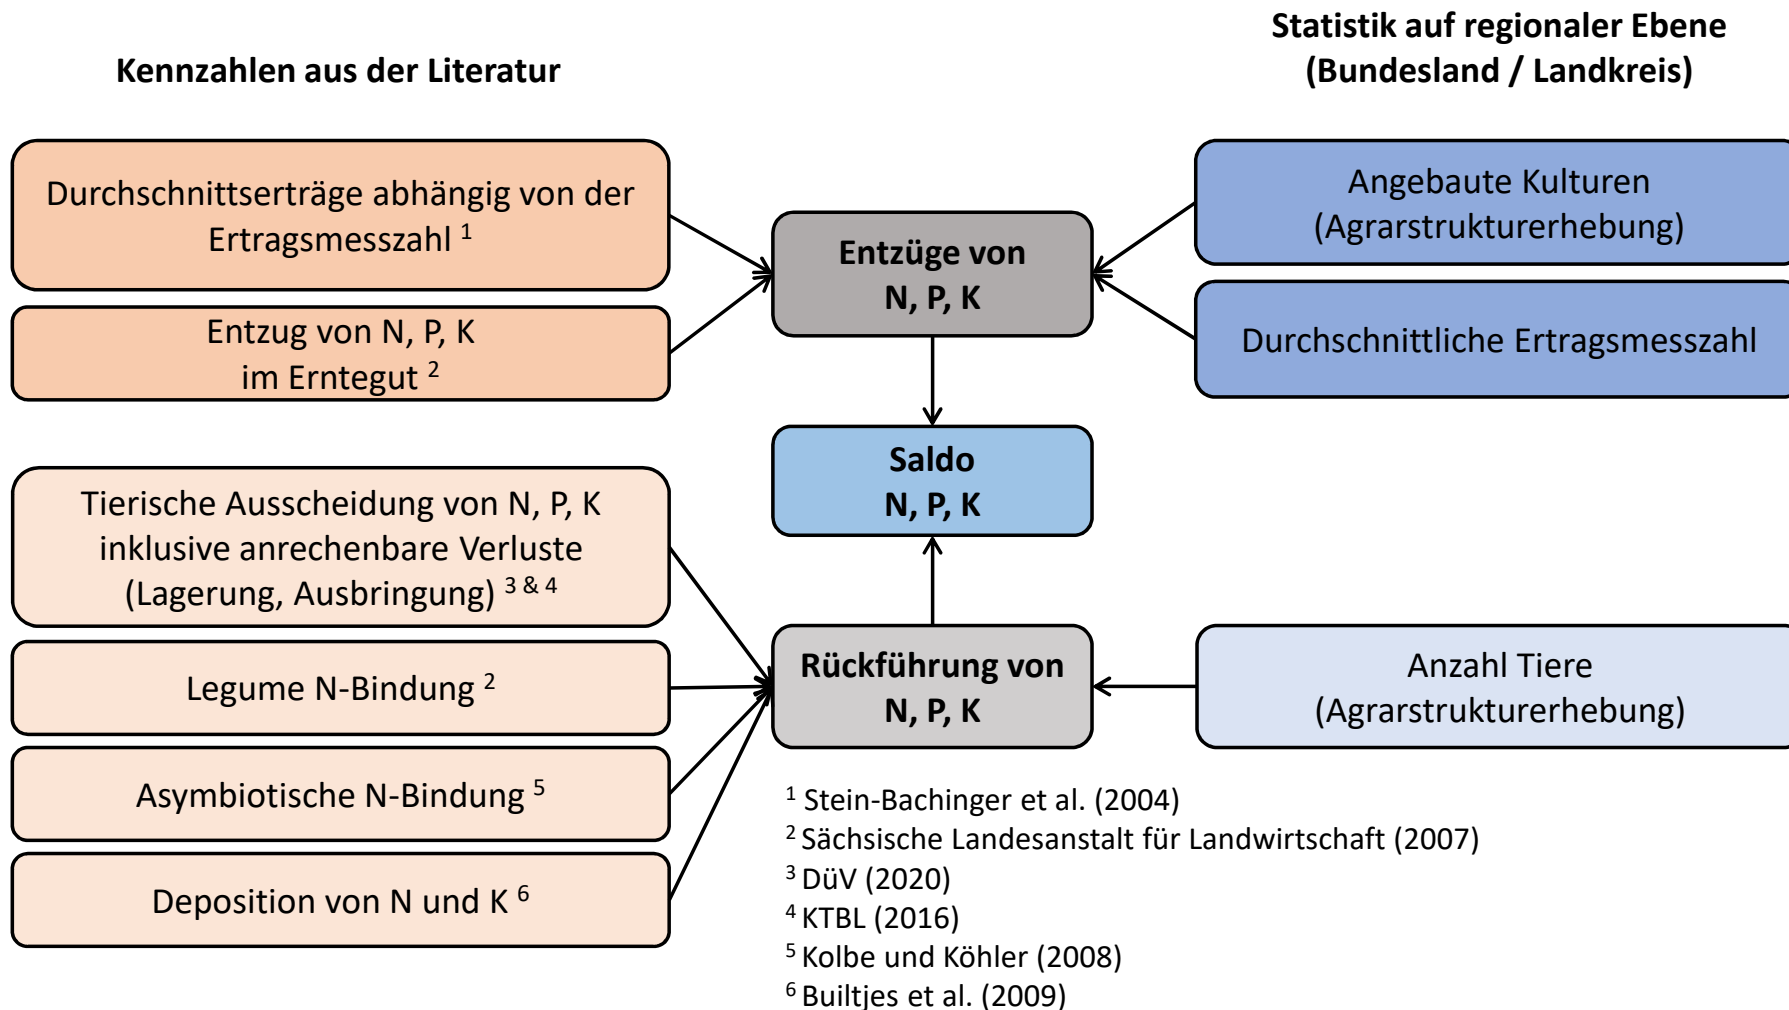 Kennzahlen aus der Literatur
Statistik auf regionaler Ebene
(Bundesland / Landkreis)
Durchschnittserträge abhängig von der
Ertragsmesszahl ¹
Entzug von N, P, K
im Erntegut ²
Entzüge von
N, P, K
Angebaute Kulturen
(Agrarstrukturerhebung)
Durchschnittliche Ertragsmesszahl
Saldo
N, P, K
Tierische Ausscheidung von N, P, K
inklusive anrechenbare Verluste
(Lagerung, Ausbringung) ³ ᵃ ⁴
Legume N-Bindung ²
Asymbiotische N-Bindung ⁵
Deposition von N und K ⁶
Rückführung von
N, P, K
Anzahl Tiere
(Agrarstrukturerhebung)
¹ Stein-Bachinger et al. (2004)
² Sächsische Landesanstalt für Landwirtschaft (2007)
³ DüV (2020)
⁴ KTBL (2016)
⁵ Kolbe und Köhler (2008)
⁶ Builtjes et al. (2009)